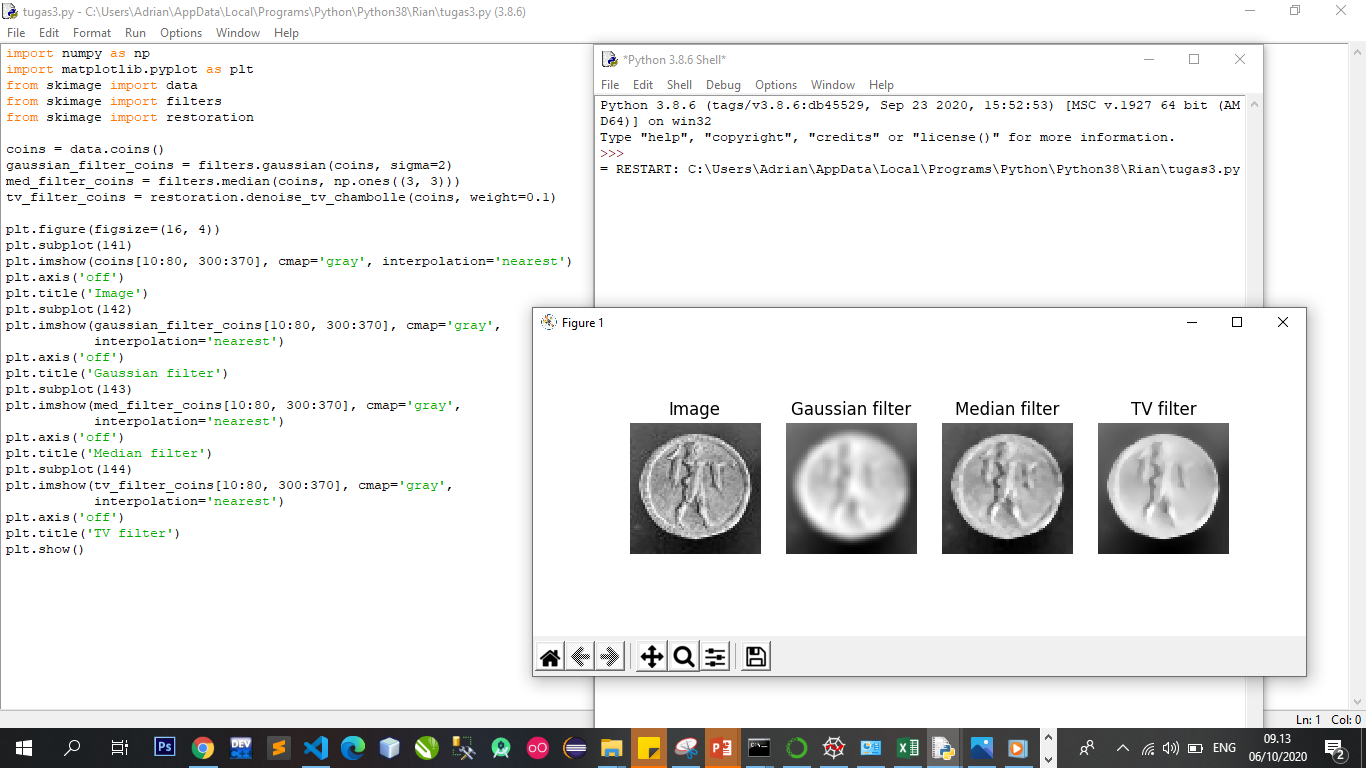 tugas3.py - C:\Users\Adrian\AppData\Local\Programs\Python\Python38\Rian\tugas3.py (3.8.6)
File Edit Format Run Options Window Help
import numpy as np
import matplotlib.pyplot as plt
from skimage import data
from skimage import filters
from skimage import restoration
coins = data.coins()
gaussian_filter_coins = filters.gaussian(coins, sigma=2)
med_filter_coins = filters.median(coins, np.ones((3, 3)))
tv_filter_coins = restoration.denoise_tv_chambolle(coins, weight=0.1)
plt.figure(figsize=(16, 4))
plt.subplot(141)
plt.imshow(coins[10:80, 300:370], cmap='gray', interpolation='nearest')
plt.axis('off')
plt.title('Image')
plt.subplot(142)
plt.imshow(gaussian_filter_coins[10:80, 300:370], cmap='gray',
interpolation='nearest')
plt.axis('off')
plt.title('Gaussian filter')
plt.subplot(143)
plt.imshow(med_filter_coins[10:80, 300:370], cmap='gray',
interpolation='nearest')
plt.axis('off')
plt.title('Median filter')
plt.subplot(144)
plt.imshow(tv_filter_coins[10:80, 300:370], cmap='gray',
interpolation='nearest')
plt.axis('off')
plt.title('TV filter')
plt.show()
*Python 3.8.6 Shell*
File Edit Shell Debug Options Window Help
Python 3.8.6 (tags/v3.8.6:db45529, Sep 23 2020, 15:52:53) [MSC v.1927 64 bit (AM
D64)] on win32
Type "help", "copyright", "credits" or "license()" for more information.
>>>
= RESTART: C:\Users\Adrian\AppData\Local\Programs\Python\Python38\Rian\tugas3.py
Figure 1
Image Gaussian filter Median filter TV filter
Ln: 1 Col: 0
Ps
DEV
ENG
09.13
06/10/2020
2